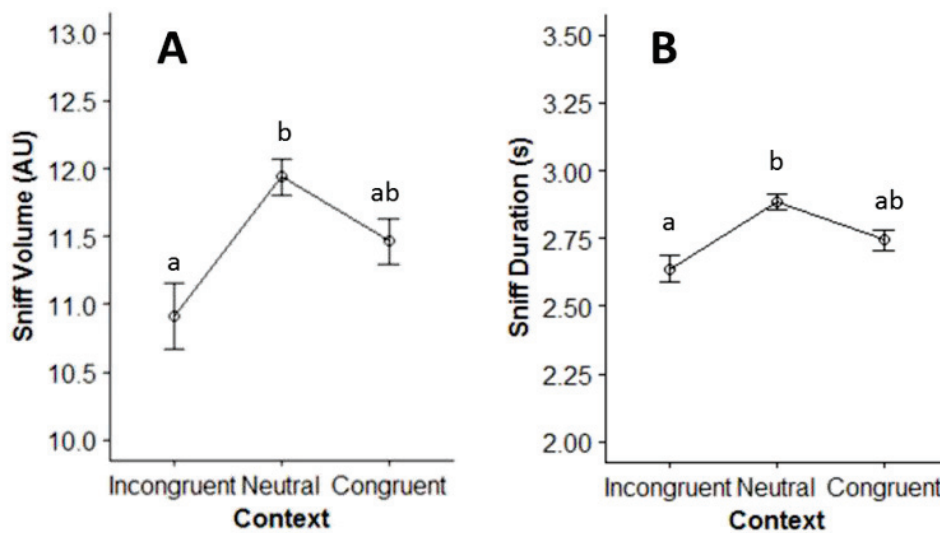 A
Sniff Volume (AU)
13.0
12.5
12.0
11.5
11.0
10.5
10.0
a
b
ab
Incongruent Neutral Congruent
Context
B
Sniff Duration (s)
3.50
3.25
3.00
2.75
2.50
2.25
2.00
a
b
ab
Incongruent Neutral Congruent
Context